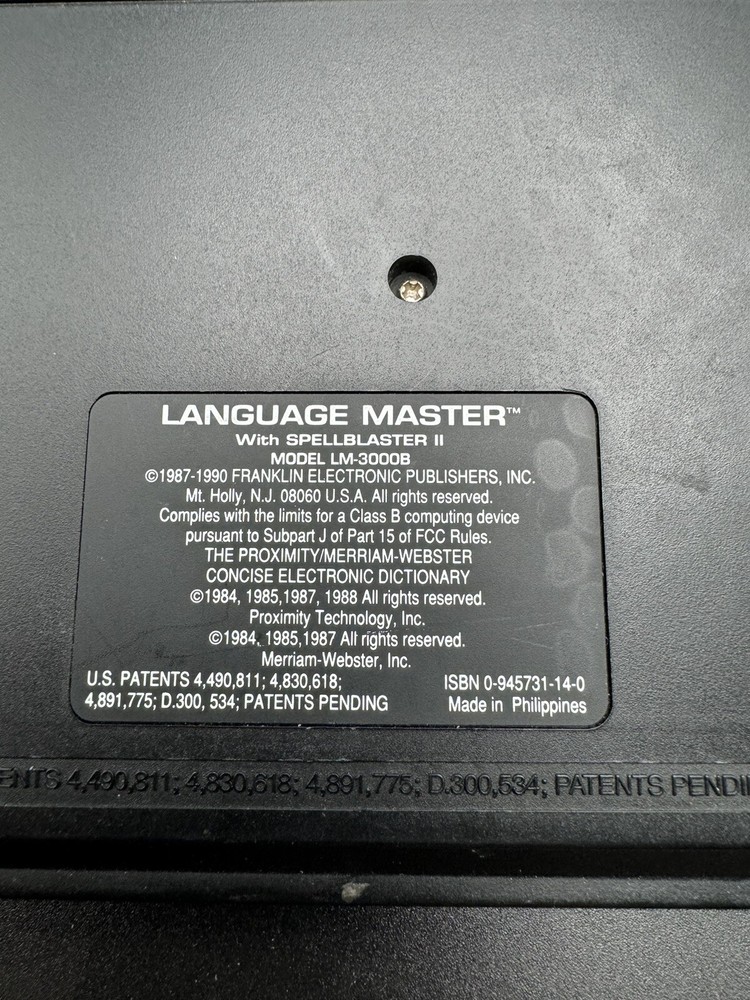 LANGUAGE MASTER™
With SPELLBLASTER II
MODEL LM-3000B
©1987-1990 FRANKLIN ELECTRONIC PUBLISHERS, INC.
Mt. Holly, N.J. 08060 U.S.A. All rights reserved.
Complies with the limits for a Class B computing device
pursuant to Subpart J of Part 15 of FCC Rules.
THE PROXIMITY/MERRIAM-WEBSTER
CONCISE ELECTRONIC DICTIONARY
©1984, 1985,1987, 1988 All rights reserved.
Proximity Technology, Inc.
©1984, 1985,1987 All rights reserved.
Merriam-Webster, Inc.
U.S. PATENTS 4,490,811; 4,830,618; ISBN 0-945731-14-0
4,891,775; D.300, 534; PATENTS PENDING Made in Philippines
ENTS 4,490,811; 4,830,618; 4,891,775; D.300,534; PATENTS PENDI